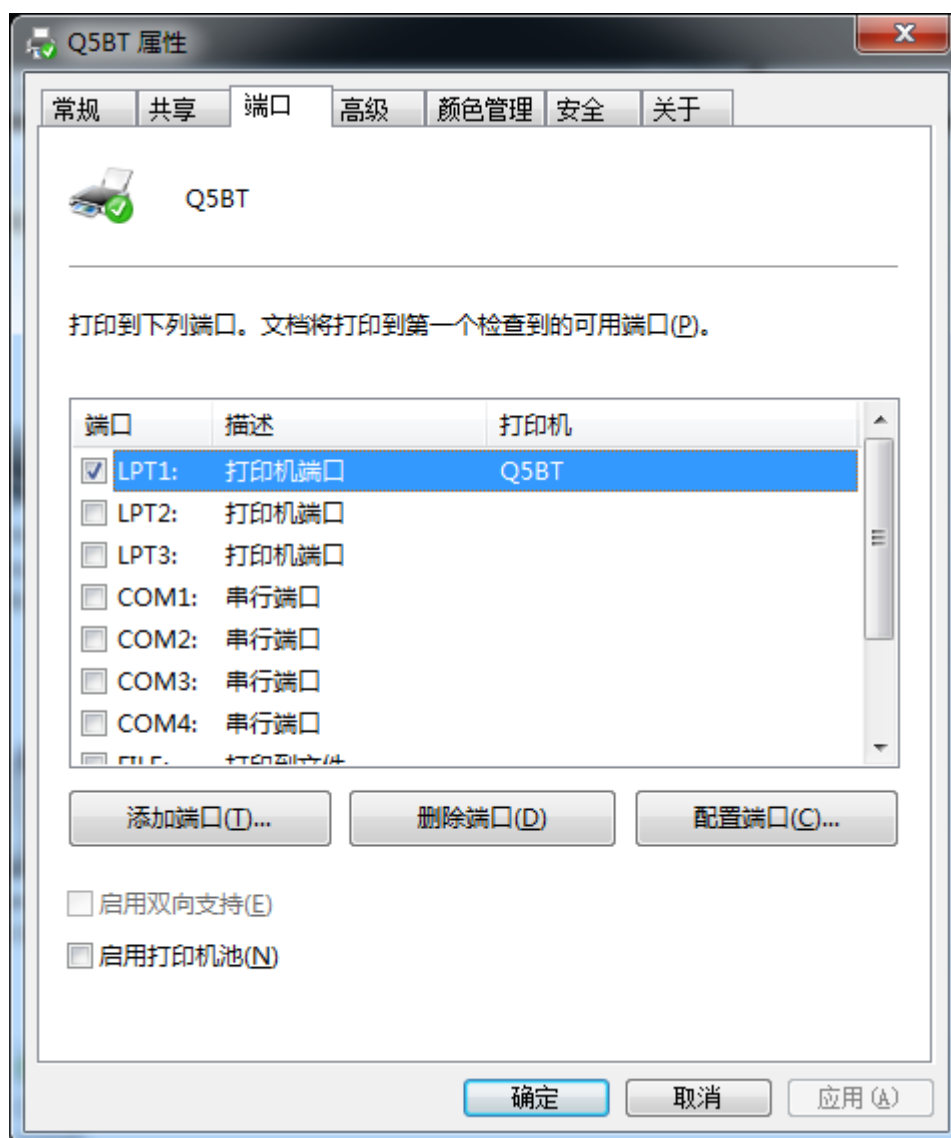 Q5BT 属性
常规 共享 端口 高级 颜色管理 安全 关于
Q5BT
打印到下列端口。文档将打印到第一个检查到的可用端口(P)。
端口 描述 打印机
LPT1: 打印机端口 Q5BT
LPT2: 打印机端口
LPT3: 打印机端口
COM1: 串行端口
COM2: 串行端口
COM3: 串行端口
COM4: 串行端口
FILE: 打印到文件
添加端口(T)... 删除端口(D) 配置端口(C)...
启用双向支持(E)
启用打印机池(N)
确定 取消 应用(A)